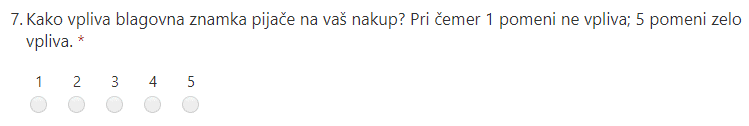 7. Kako vpliva blagovna znamka pijače na vaš nakup? Pri čemer 1 pomeni ne vpliva; 5 pomeni zelo
vpliva. *
1 2 3 4 5